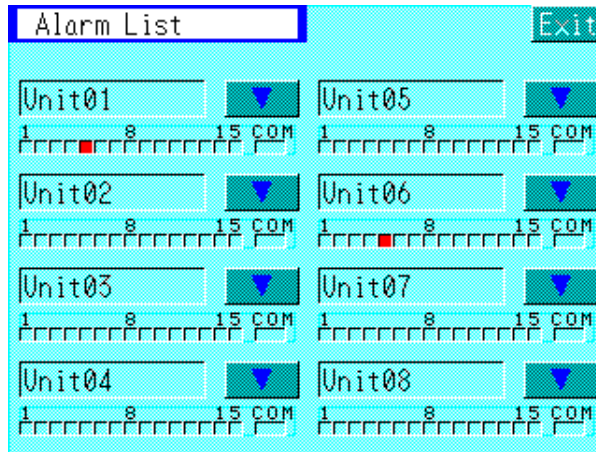 Alarm List Exit
Unit01 Unit05
1 8 15 COM 1 8 15 COM
Unit02 Unit06
1 8 15 COM 1 8 15 COM
Unit03 Unit07
1 8 15 COM 1 8 15 COM
Unit04 Unit08
1 8 15 COM 1 8 15 COM